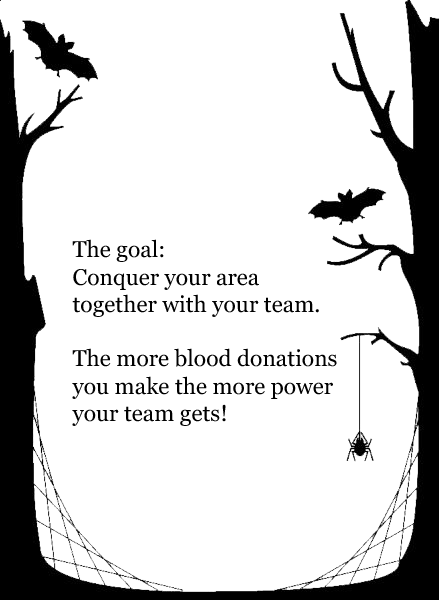 The goal:
Conquer your area
together with your team.
The more blood donations
you make the more power
your team gets!